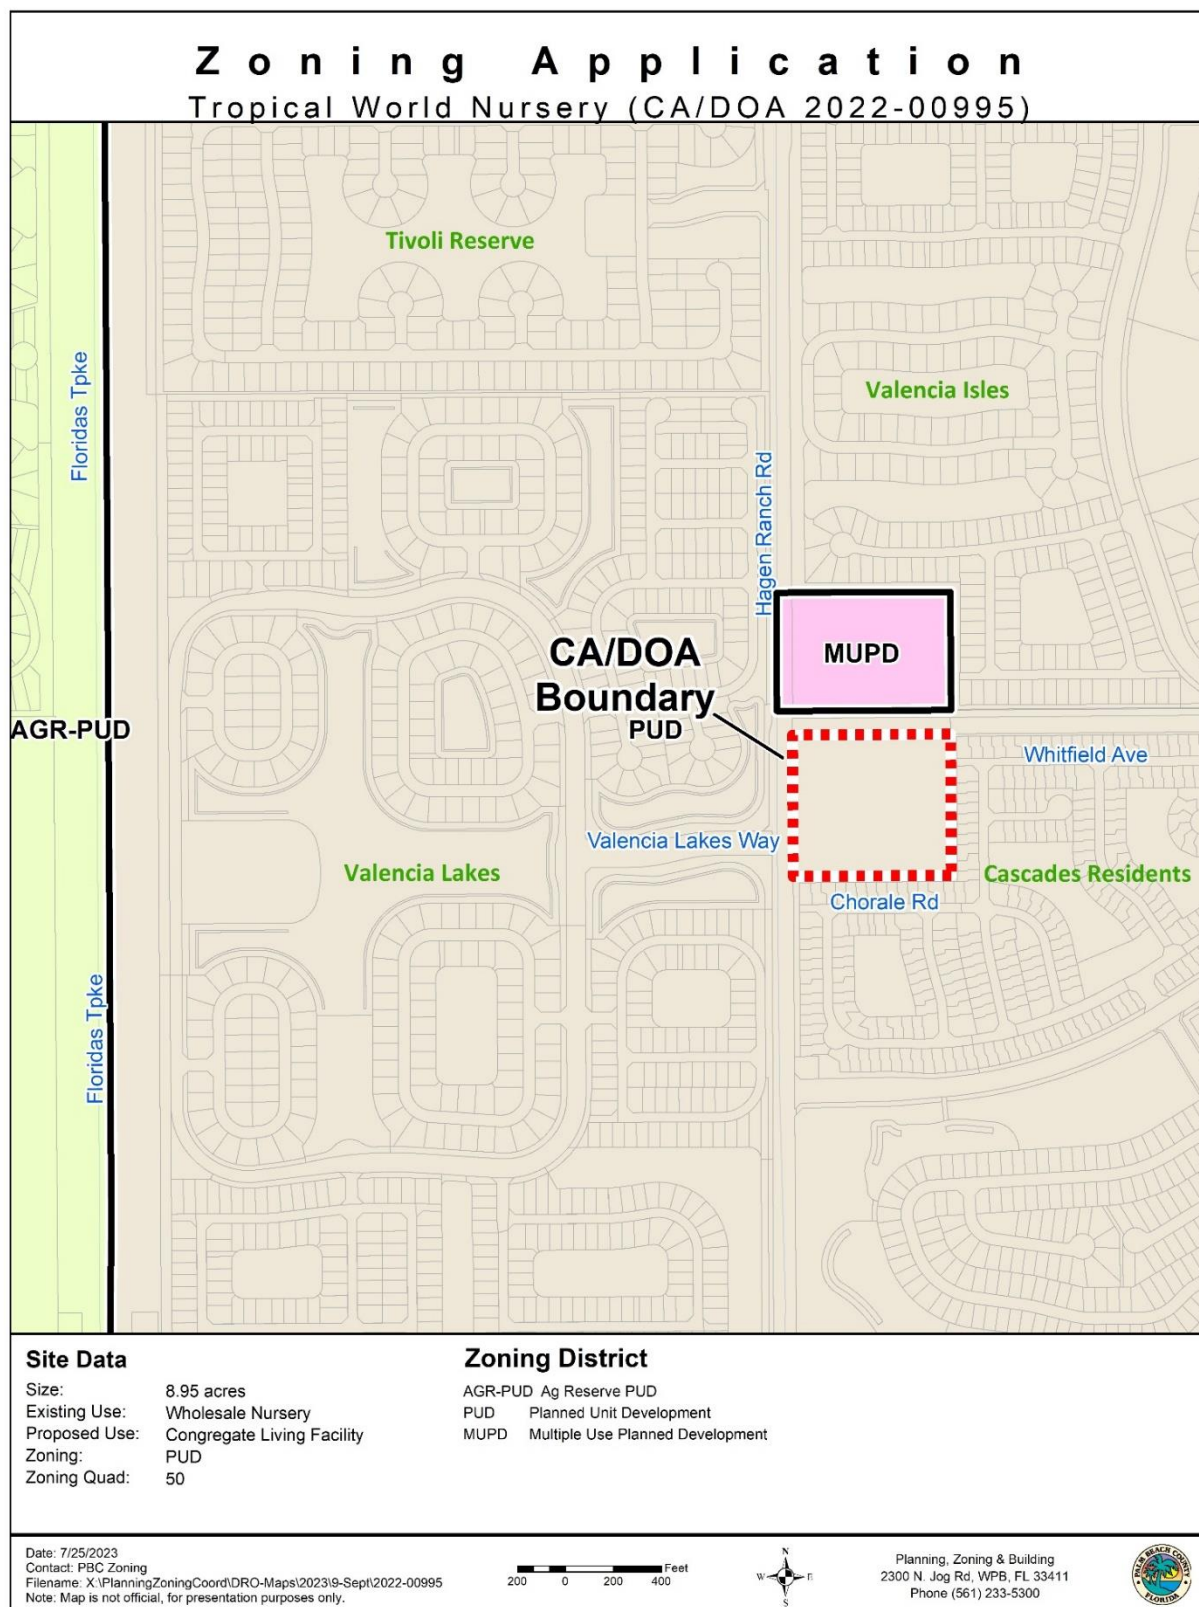 Zoning Application
Tropical World Nursery (CA/DOA 2022-00995)
Tivoli Reserve
Floridas Tpke
Valencia Isles
Hagen Ranch Rd
CA/DOA
Boundary
MUPD
AGR-PUD
PUD
Whitfield Ave
Valencia Lakes Way
Valencia Lakes
Cascades Residents
Chorale Rd
Floridas Tpke
Site Data
Size: 8.95 acres
Existing Use: Wholesale Nursery
Proposed Use: Congregate Living Facility
Zoning: PUD
Zoning Quad: 50
Zoning District
AGR-PUD Ag Reserve PUD
PUD Planned Unit Development
MUPD Multiple Use Planned Development
Date: 7/25/2023
Contact: PBC Zoning
Filename: X:\PlanningZoningCoord\DRO-Maps\2023\9-Sept\2022-00995
Note: Map is not official, for presentation purposes only.
Feet
200 0 200 400
N
W
E
S
Planning, Zoning & Building
2300 N. Jog Rd, WPB, FL 33411
Phone (561) 233-5300
PALM BEACH COUNTY
FLORIDA